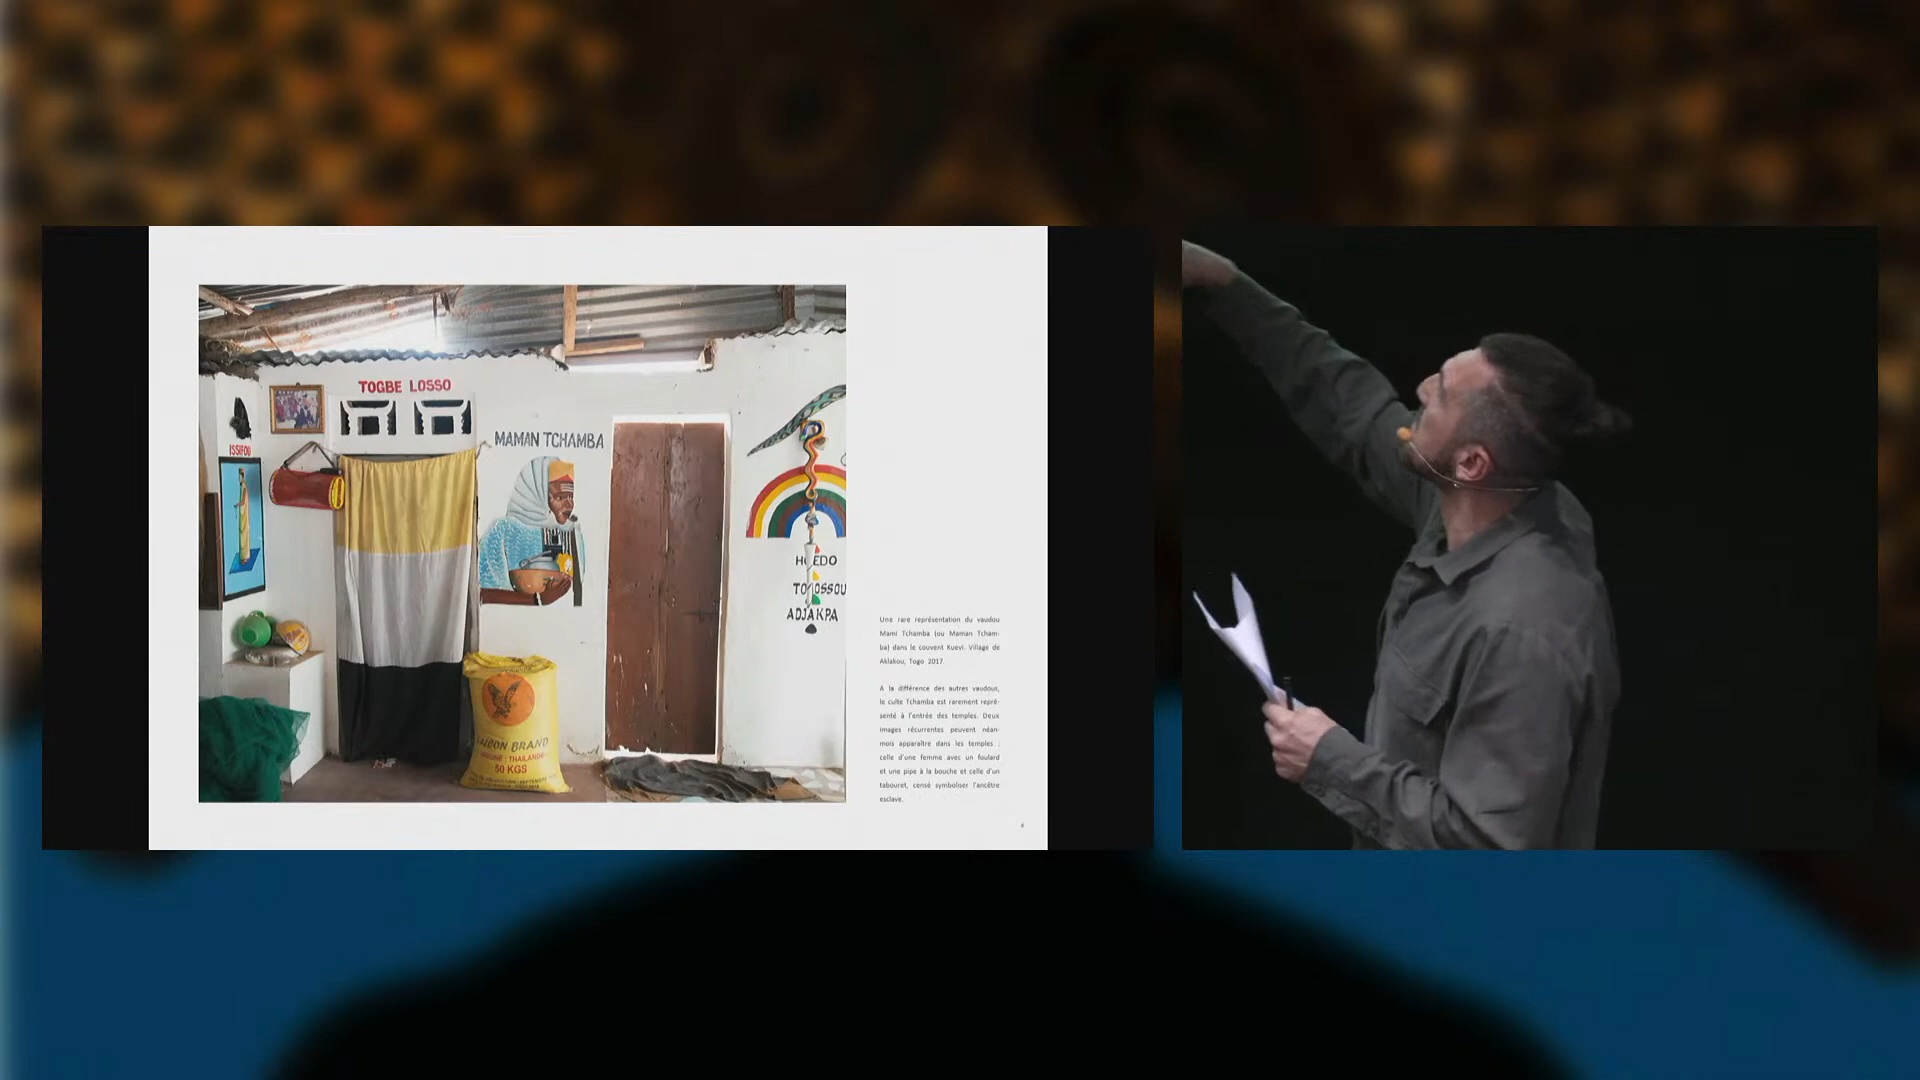 TOGBE LOSSO
MAMAN TCHAMBA
ISSIFOU
HOEDO
TOHOSSOU
ADJAKPA
BRAND
ORIGINE : THAILANDE
50 KGS
Une rare représentation du vaudou
Mami Tchamba (ou Maman Tcham-
ba) dans le couvent Kuevi. Village de
Aklakou, Togo 2017
À la différence des autres vaudous,
le culte Tchamba est rarement repré-
senté à l'entrée des temples. Deux
images récurrentes peuvent néan-
mois apparaître dans les temples :
celle d'une femme avec un foulard
et une pipe à la bouche et celle d'un
tabouret, censé symboliser l'ancêtre
esclave.